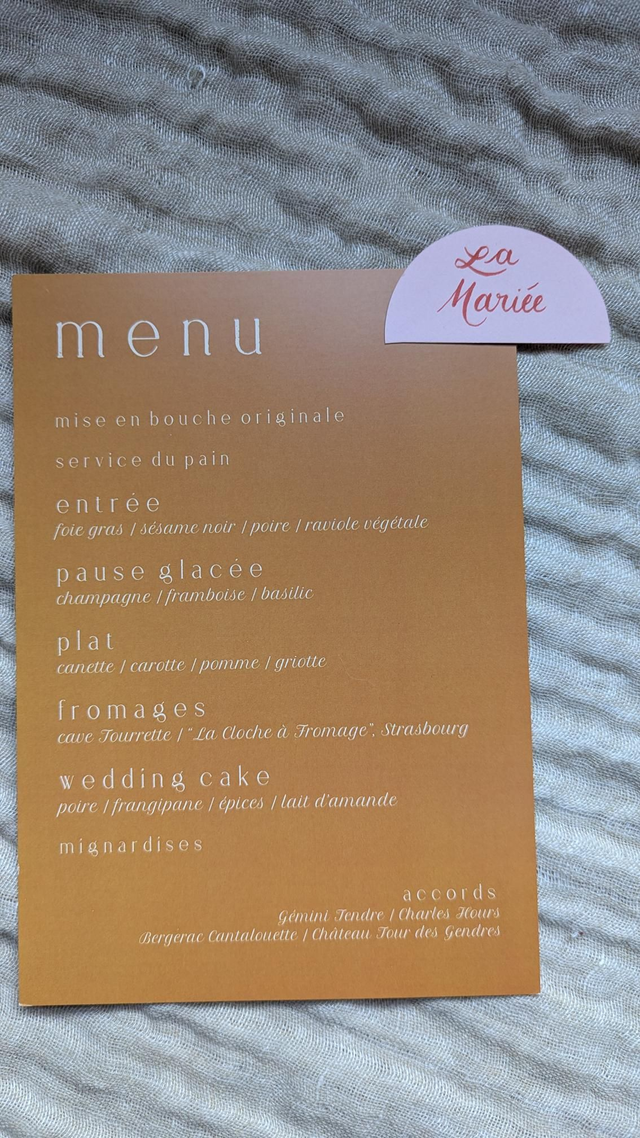 La
Mariée
menu
mise en bouche originale
service du pain
entrée
foie gras / sésame noir / poire / raviole végétale
pause glacée
champagne / framboise / basilic
plat
canette / carotte / pomme / griotte
fromages
cave Tourrette / "La Cloche à Fromage", Strasbourg
wedding cake
poire / frangipane / épices / lait d'amande
mignardises
accords
Gémini Tendre / Charles Hours
Bergerac Cantalouette / Château Tour des Gendres